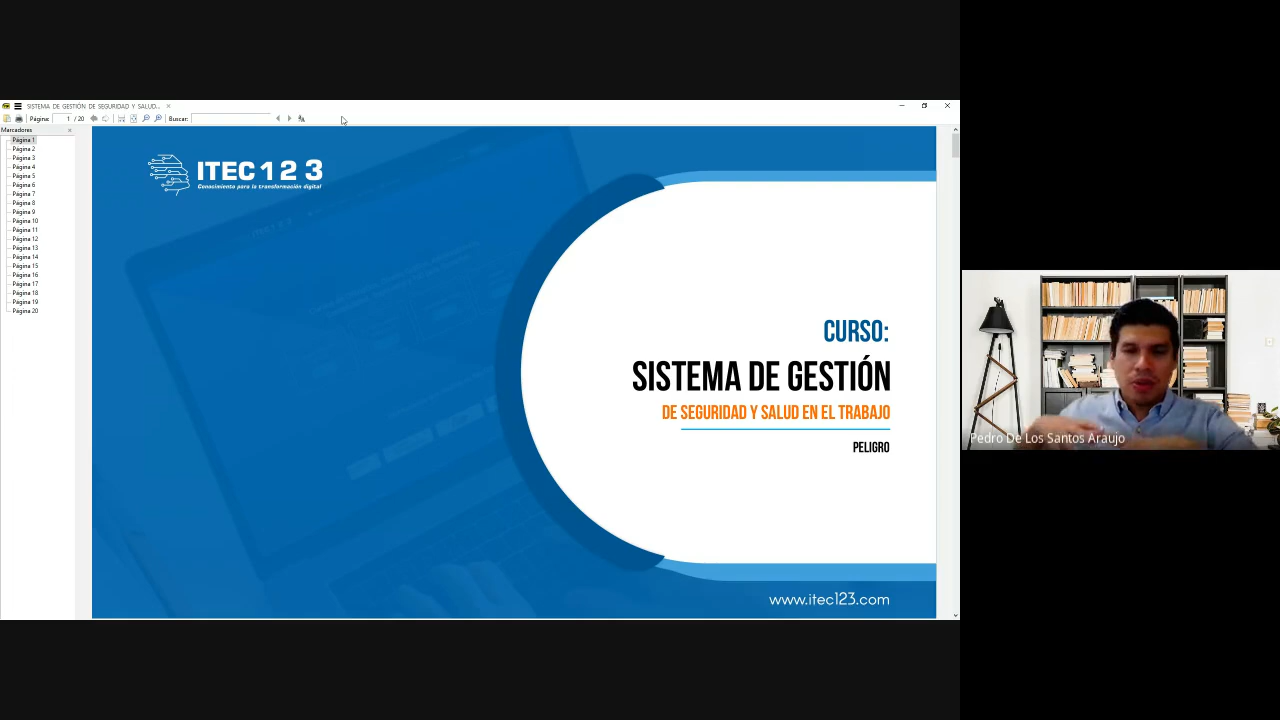 SISTEMA DE GESTIÓN DE SEGURIDAD Y SALUD...
Página: 1 / 20 Buscar:
Marcadores
Página 1
Página 2
Página 3
Página 4
Página 5
Página 6
Página 7
Página 8
Página 9
Página 10
Página 11
Página 12
Página 13
Página 14
Página 15
Página 16
Página 17
Página 18
Página 19
Página 20
ITEC 1 2 3
Conocimiento para la transformación digital
CURSO:
SISTEMA DE GESTIÓN
DE SEGURIDAD Y SALUD EN EL TRABAJO
PELIGRO
www.itec123.com
Pedro De Los Santos Araujo